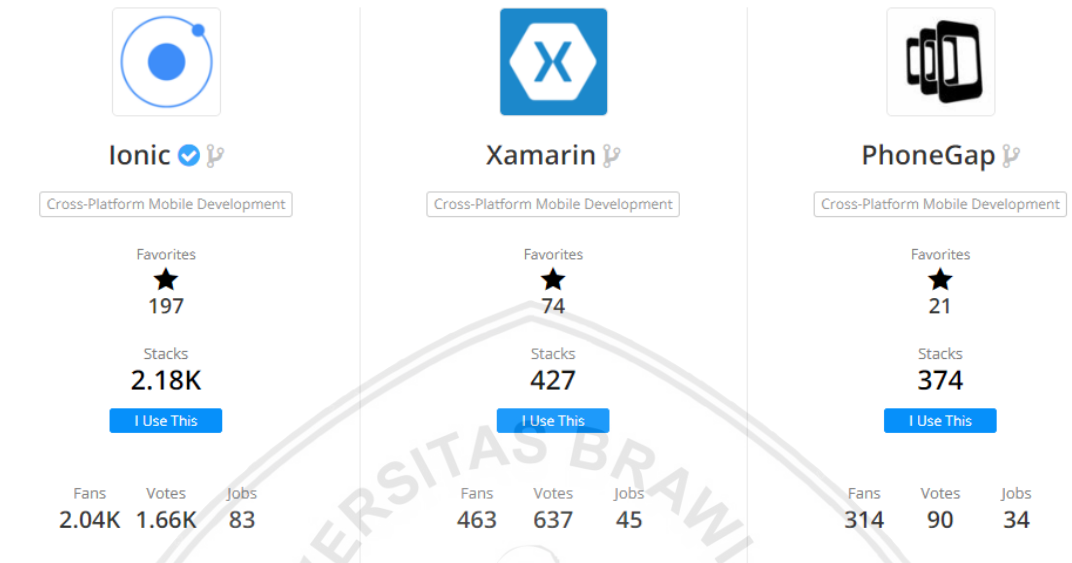 Ionic
Cross-Platform Mobile Development
Favorites
197
Stacks
2.18K
I Use This
Fans Votes Jobs
2.04K 1.66K 83
X
Xamarin
Cross-Platform Mobile Development
Favorites
74
Stacks
427
I Use This
Fans Votes Jobs
463 637 45
PhoneGap
Cross-Platform Mobile Development
Favorites
21
Stacks
374
I Use This
Fans Votes Jobs
314 90 34
ERSITAS BRAWI